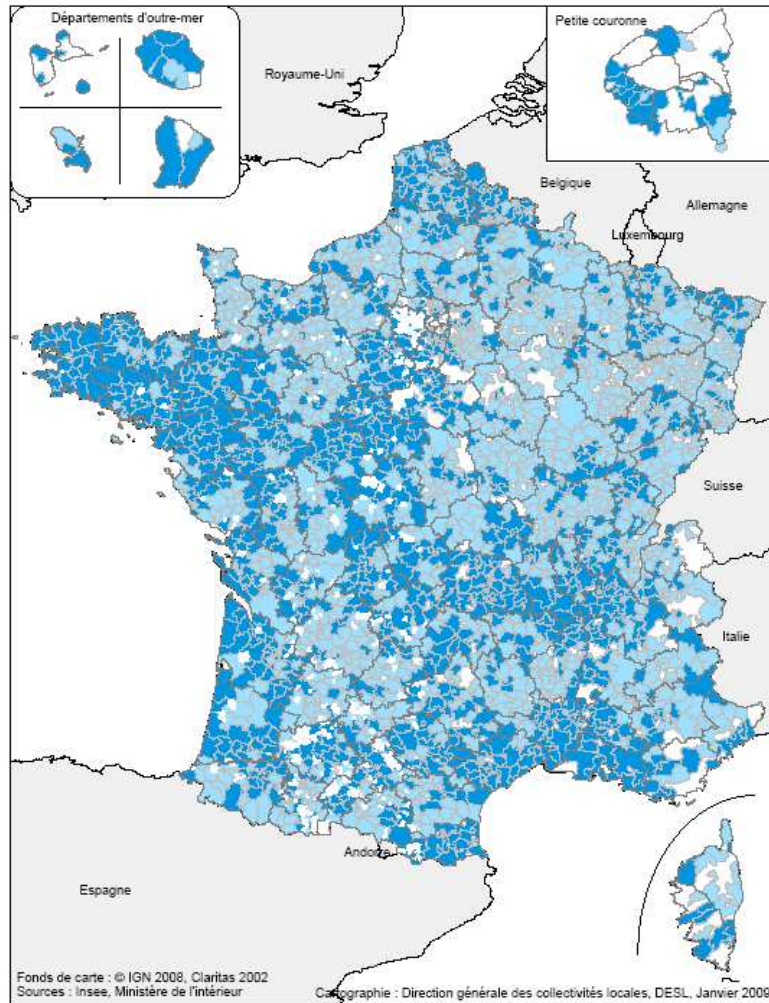 Départements d'outre-mer
Petite couronne
Royaume-Uni
Belgique
Allemagne
Luxembourg
Suisse
Italie
Andorre
Espagne
Fonds de carte : © IGN 2008, Claritas 2002
Sources : Insee, Ministère de l'intérieur
Cartographie : Direction générale des collectivités locales, DESL, Janvier 2009